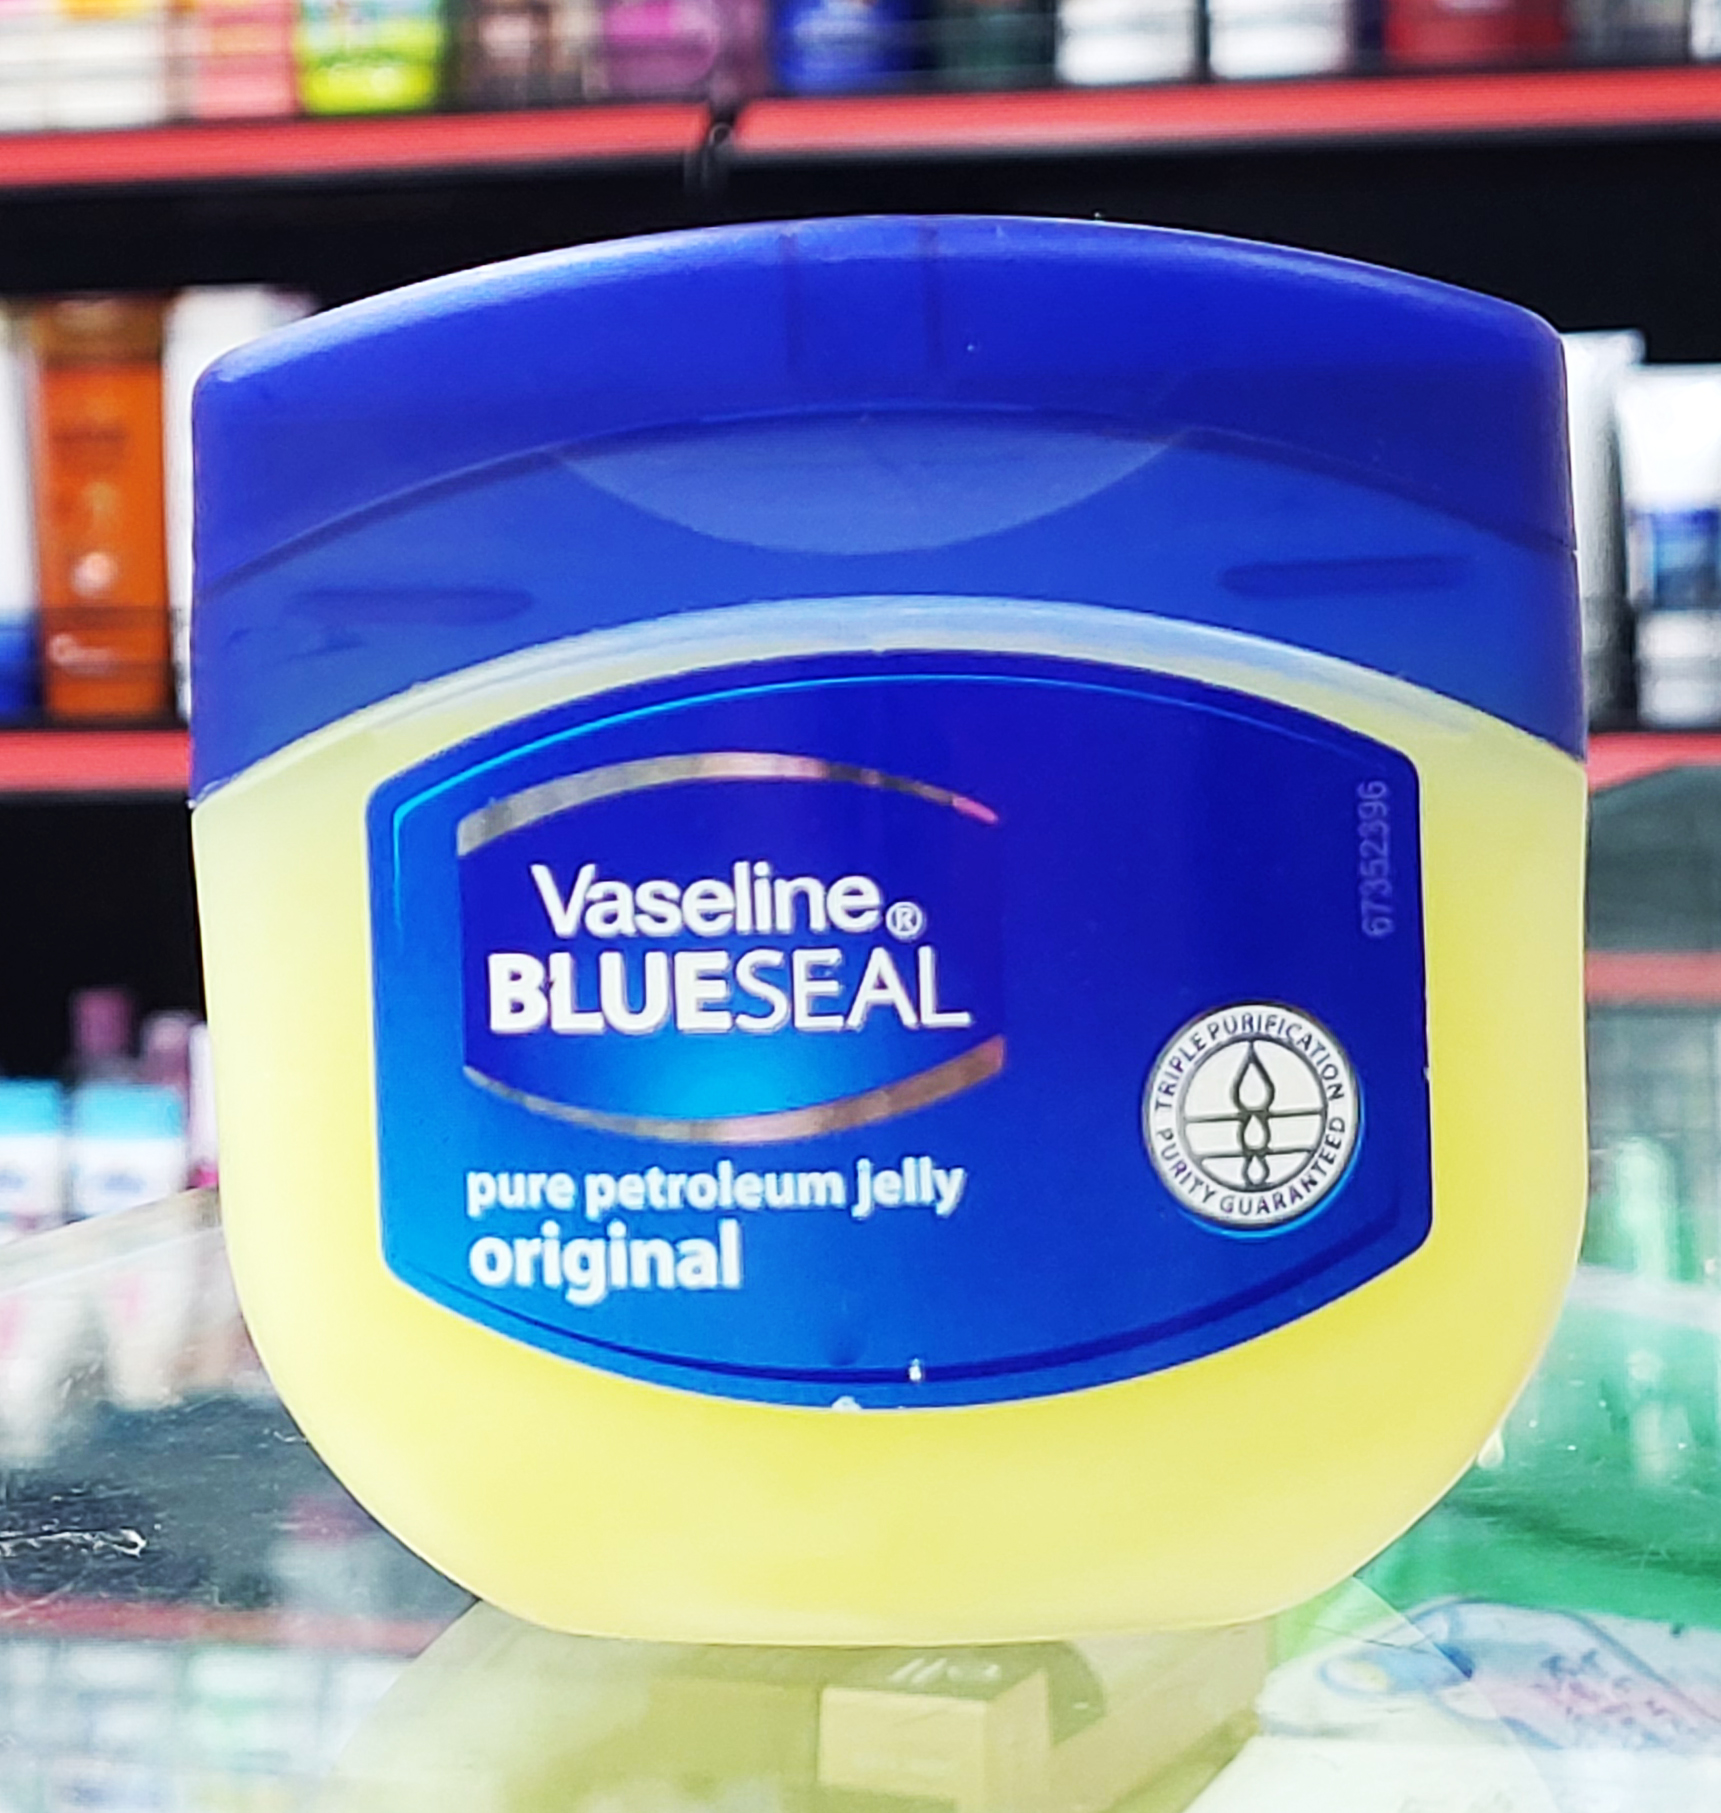 Vaseline®
BLUESEAL
pure petroleum jelly
original
67352396
TRIPLE PURIFICATION
PURITY GUARANTEED